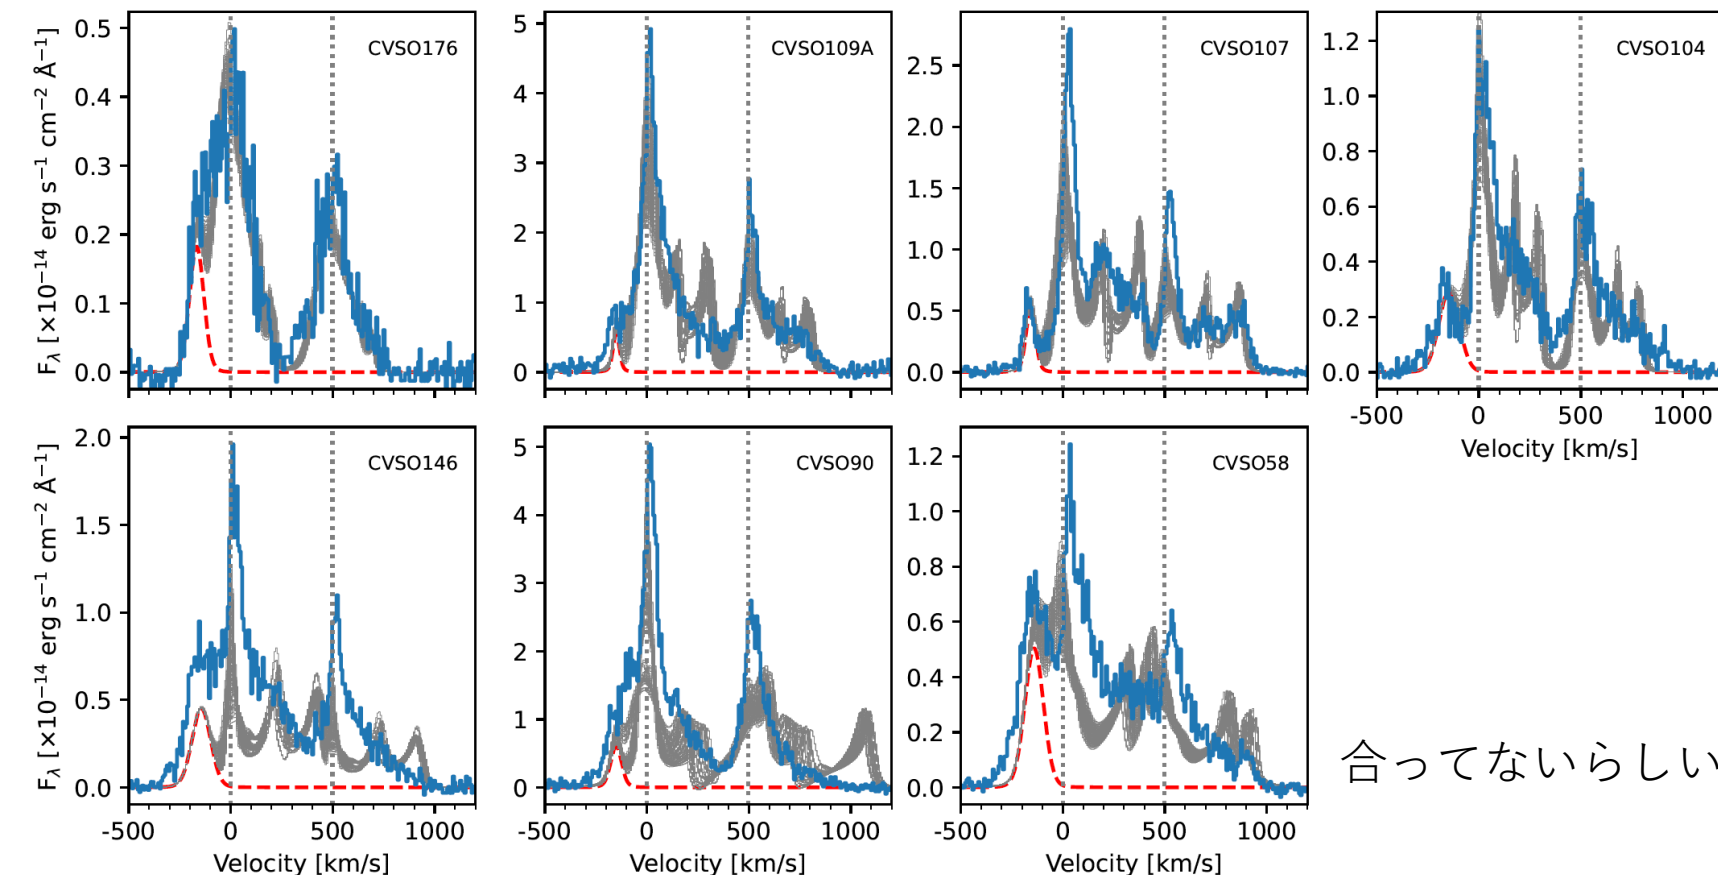 CVSO176
CVSO109A
CVSO107
CVSO104
Fλ [×10−14 erg s−1 cm−2 Å−1]
0.5
0.4
0.3
0.2
0.1
0.0
5
4
3
2
1
0
2.5
2.0
1.5
1.0
0.5
0.0
1.2
1.0
0.8
0.6
0.4
0.2
0.0
-500 0 500 1000
Velocity [km/s]
CVSO146
CVSO90
CVSO58
Fλ [×10−14 erg s−1 cm−2 Å−1]
2.0
1.5
1.0
0.5
0.0
5
4
3
2
1
0
1.2
1.0
0.8
0.6
0.4
0.2
0.0
合ってないらしい
-500 0 500 1000
-500 0 500 1000
-500 0 500 1000
Velocity [km/s]
Velocity [km/s]
Velocity [km/s]